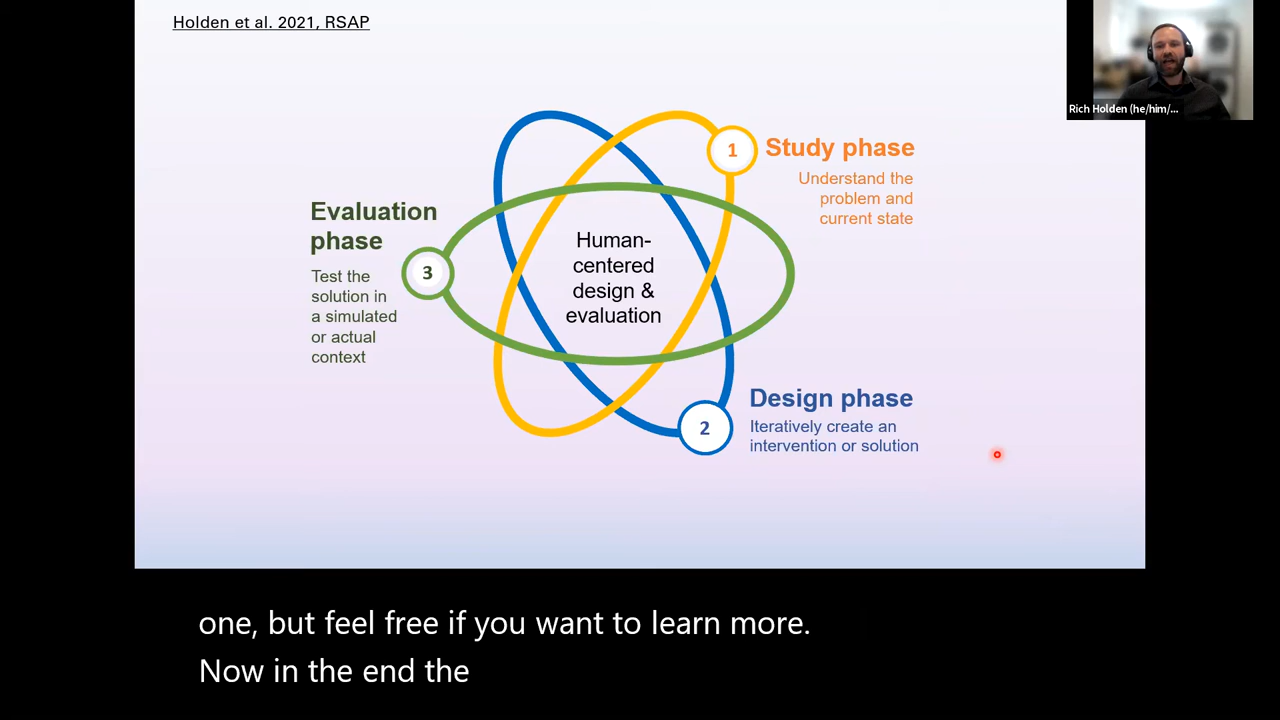 Holden et al. 2021, RSAP
Rich Holden (he/him/...
1
Study phase
Understand the
problem and
current state
Evaluation
phase
3
Test the
solution in
a simulated
or actual
context
Human-
centered
design &
evaluation
Design phase
2
Iteratively create an
intervention or solution
one, but feel free if you want to learn more.
Now in the end the